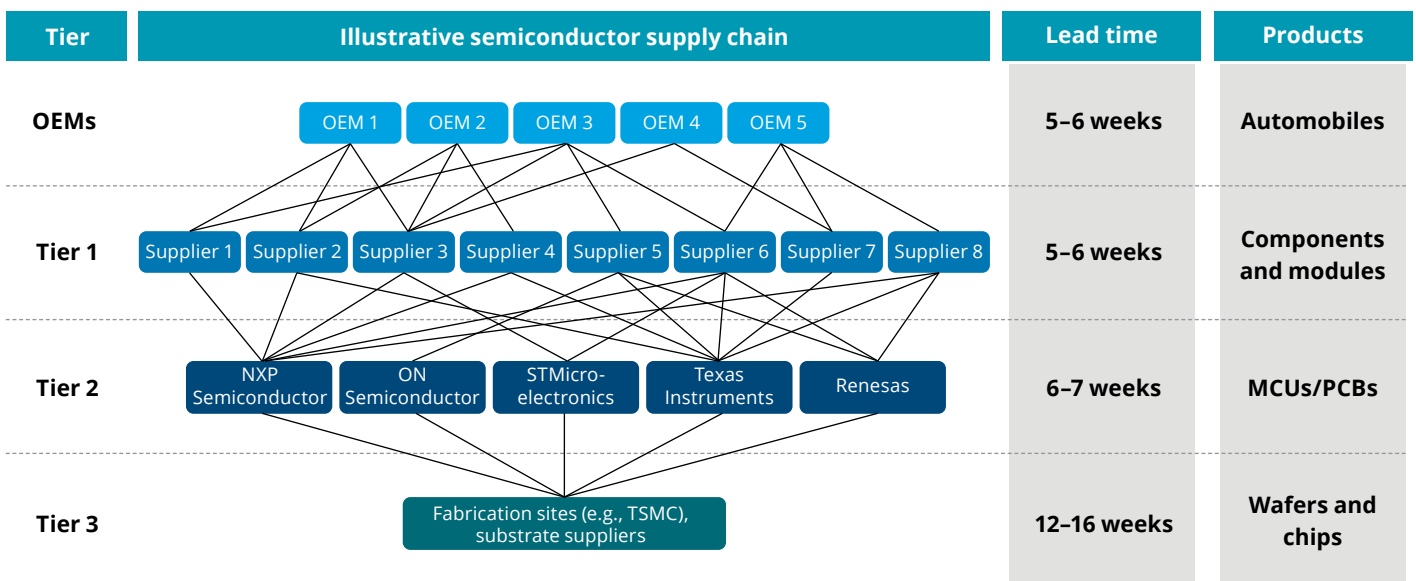 Tier
Illustrative semiconductor supply chain
Lead time
Products
OEMs
OEM 1
OEM 2
OEM 3
OEM 4
OEM 5
5–6 weeks
Automobiles
Tier 1
Supplier 1
Supplier 2
Supplier 3
Supplier 4
Supplier 5
Supplier 6
Supplier 7
Supplier 8
5–6 weeks
Components
and modules
Tier 2
NXP
Semiconductor
ON
Semiconductor
STMicro-
electronics
Texas
Instruments
Renesas
6–7 weeks
MCUs/PCBs
Tier 3
Fabrication sites (e.g., TSMC),
substrate suppliers
12–16 weeks
Wafers and
chips